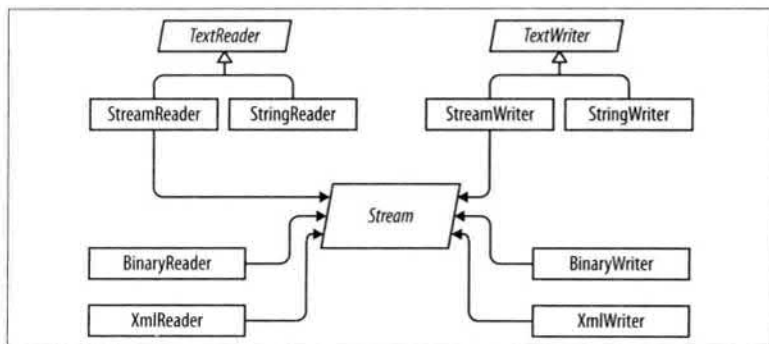 TextReader
TextWriter
StreamReader
StringReader
StreamWriter
StringWriter
Stream
BinaryReader
BinaryWriter
XmlReader
XmlWriter